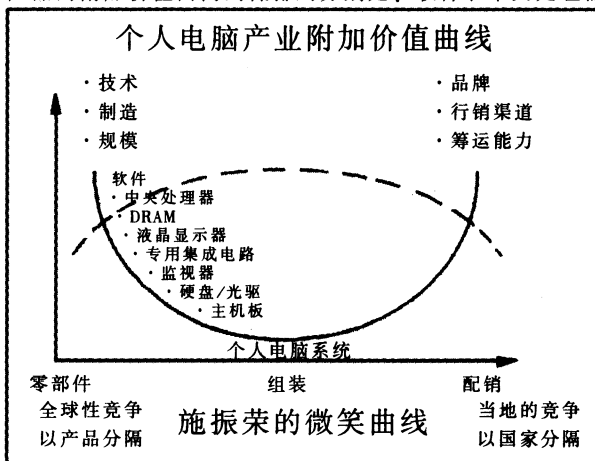 个人电脑产业附加价值曲线
· 技术
· 制造
· 规模
· 品牌
· 行销渠道
· 筹运能力
软件
· 中央处理器
· DRAM
· 液晶显示器
· 专用集成电路
· 监视器
· 硬盘/光驱
· 主机板
个人电脑系统
零部件 组装 配销
全球性竞争
以产品分隔
施振荣的微笑曲线
当地的竞争
以国家分隔